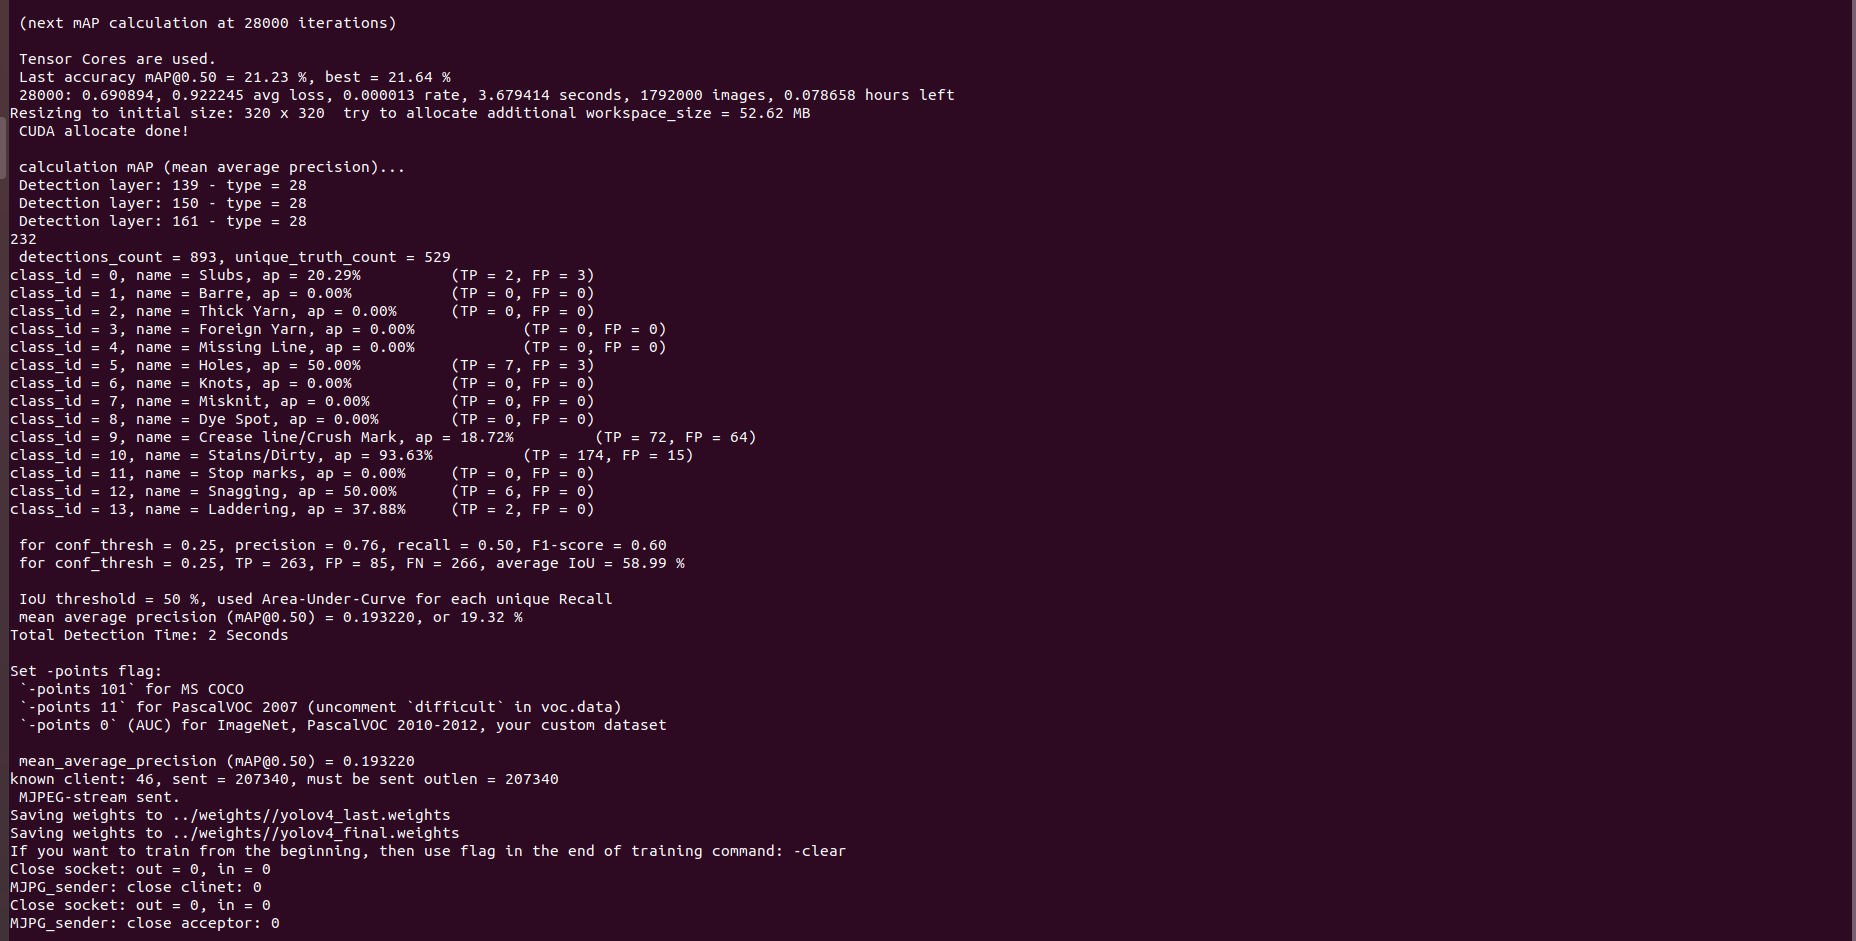 (next mAP calculation at 28000 iterations)
Tensor Cores are used.
Last accuracy mAP@0.50 = 21.23 %, best = 21.64 %
28000: 0.690894, 0.922245 avg loss, 0.000013 rate, 3.679414 seconds, 1792000 images, 0.078658 hours left
Resizing to initial size: 320 x 320  try to allocate additional workspace_size = 52.62 MB
CUDA allocate done!
calculation mAP (mean average precision)...
Detection layer: 139 - type = 28
Detection layer: 150 - type = 28
Detection layer: 161 - type = 28
232
detections_count = 893, unique_truth_count = 529
class_id = 0, name = Slubs, ap = 20.29% (TP = 2, FP = 3)
class_id = 1, name = Barre, ap = 0.00% (TP = 0, FP = 0)
class_id = 2, name = Thick Yarn, ap = 0.00% (TP = 0, FP = 0)
class_id = 3, name = Foreign Yarn, ap = 0.00% (TP = 0, FP = 0)
class_id = 4, name = Missing Line, ap = 0.00% (TP = 0, FP = 0)
class_id = 5, name = Holes, ap = 50.00% (TP = 7, FP = 3)
class_id = 6, name = Knots, ap = 0.00% (TP = 0, FP = 0)
class_id = 7, name = Misknit, ap = 0.00% (TP = 0, FP = 0)
class_id = 8, name = Dye Spot, ap = 0.00% (TP = 0, FP = 0)
class_id = 9, name = Crease line/Crush Mark, ap = 18.72% (TP = 72, FP = 64)
class_id = 10, name = Stains/Dirty, ap = 93.63% (TP = 174, FP = 15)
class_id = 11, name = Stop marks, ap = 0.00% (TP = 0, FP = 0)
class_id = 12, name = Snagging, ap = 50.00% (TP = 6, FP = 0)
class_id = 13, name = Laddering, ap = 37.88% (TP = 2, FP = 0)
for conf_thresh = 0.25, precision = 0.76, recall = 0.50, F1-score = 0.60
for conf_thresh = 0.25, TP = 263, FP = 85, FN = 266, average IoU = 58.99 %
IoU threshold = 50 %, used Area-Under-Curve for each unique Recall
mean average precision (mAP@0.50) = 0.193220, or 19.32 %
Total Detection Time: 2 Seconds
Set -points flag:
`-points 101` for MS COCO
`-points 11` for PascalVOC 2007 (uncomment `difficult` in voc.data)
`-points 0` (AUC) for ImageNet, PascalVOC 2010-2012, your custom dataset
mean_average_precision (mAP@0.50) = 0.193220
known client: 46, sent = 207340, must be sent outlen = 207340
MJPEG-stream sent.
Saving weights to ../weights//yolov4_last.weights
Saving weights to ../weights//yolov4_final.weights
If you want to train from the beginning, then use flag in the end of training command: -clear
Close socket: out = 0, in = 0
MJPG_sender: close clinet: 0
Close socket: out = 0, in = 0
MJPG_sender: close acceptor: 0